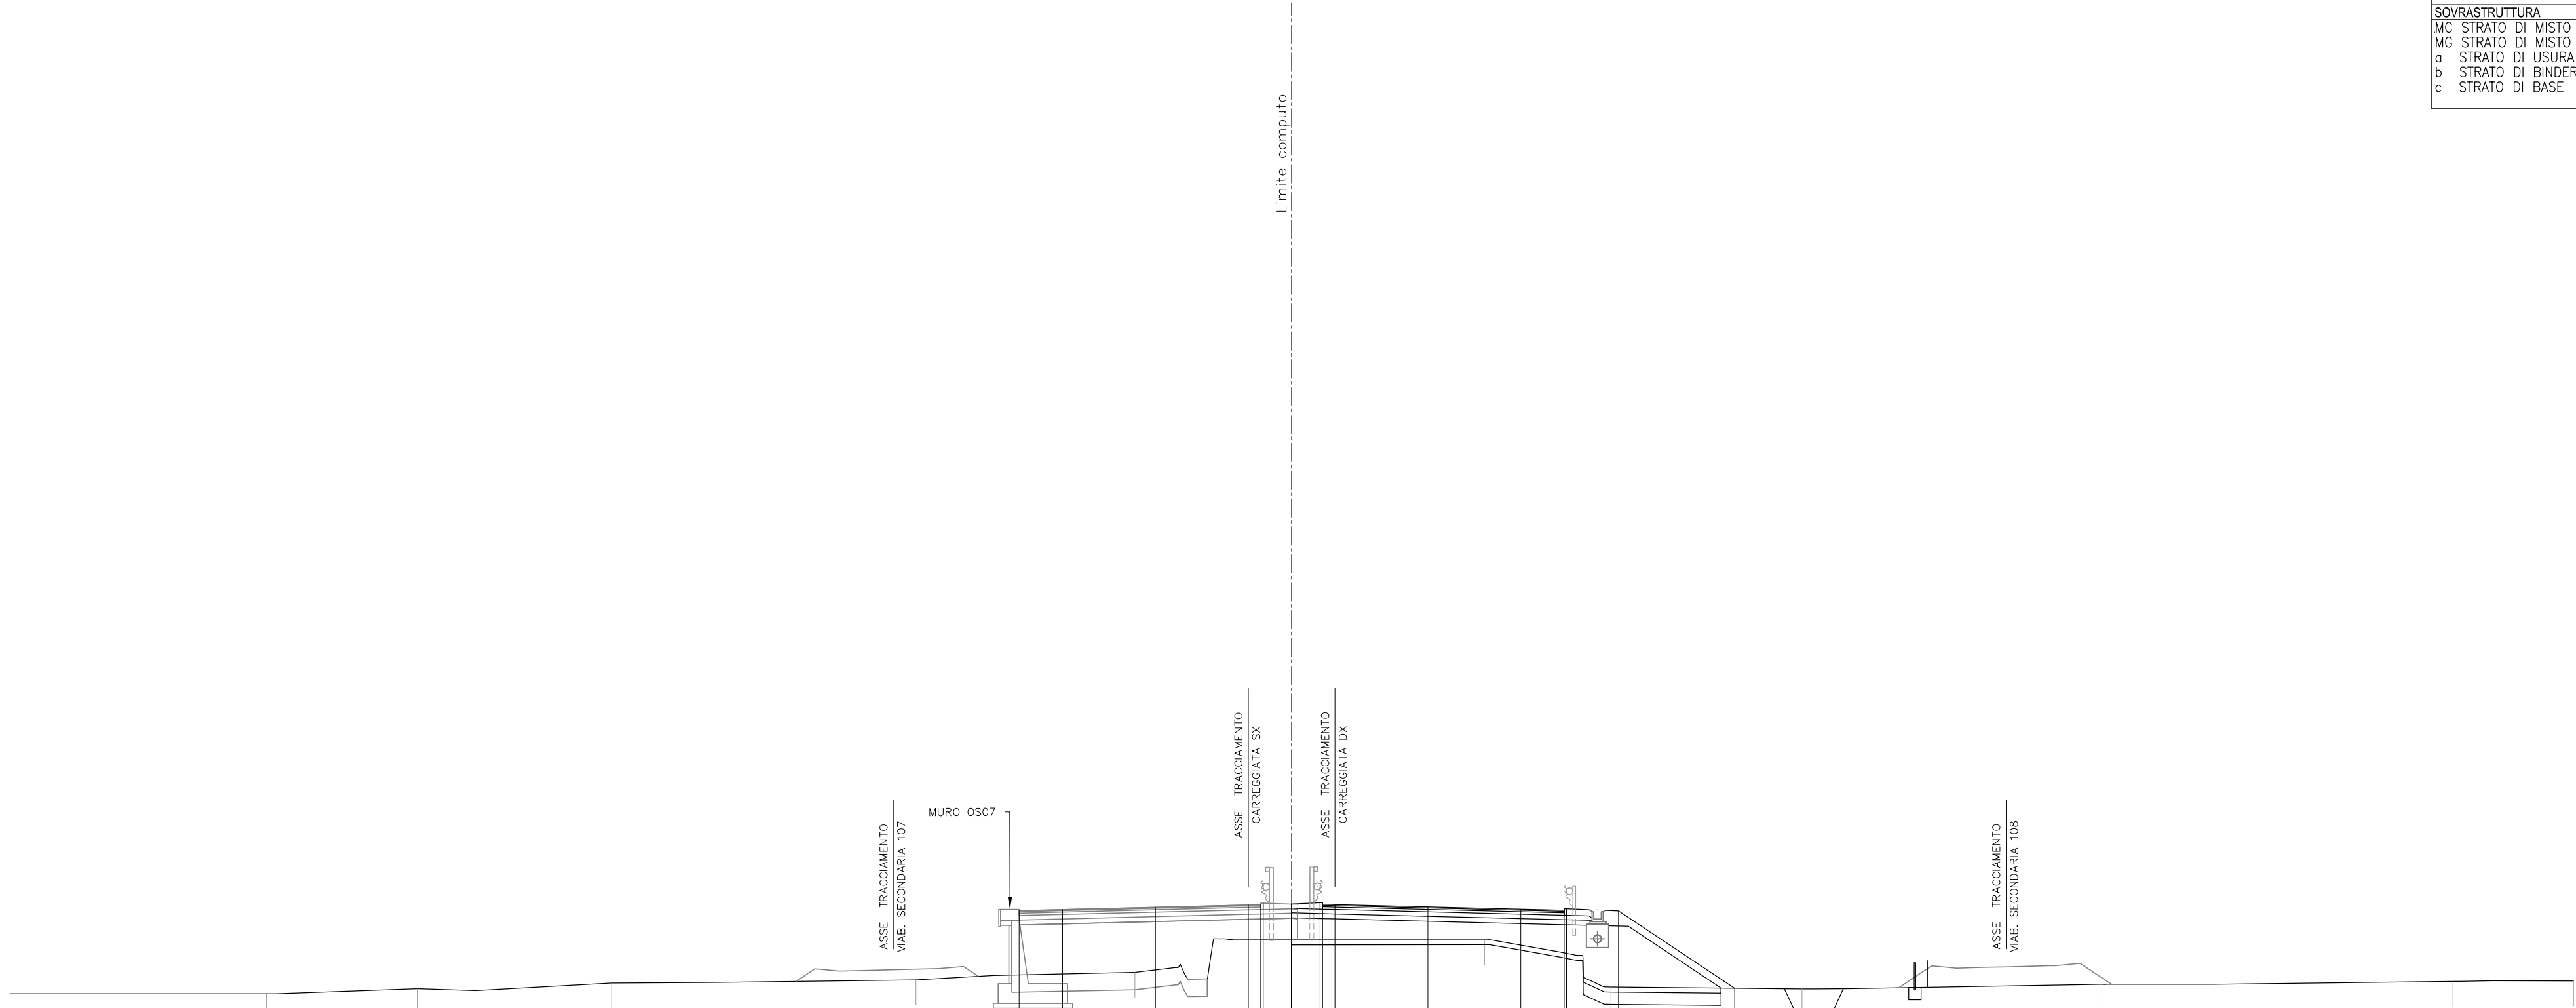 SOVRASTRUTTURA
MC STRATO DI MISTO
MG STRATO DI MISTO
a STRATO DI USURA
b STRATO DI BINDER
c STRATO DI BASE
Limite computo
ASSE TRACCIAMENTO
CARREGGIATA SX
ASSE TRACCIAMENTO
CARREGGIATA DX
MURO OS07
ASSE TRACCIAMENTO
VIAB. SECONDARIA 107
ASSE TRACCIAMENTO
VIAB. SECONDARIA 108